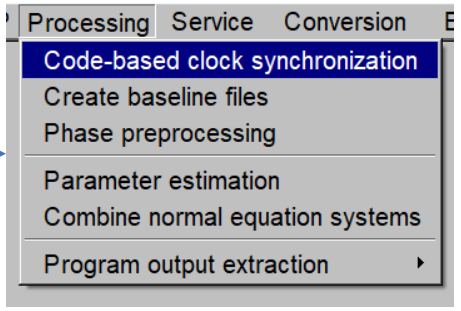 Processing Service Conversion
Code-based clock synchronization
Create baseline files
Phase preprocessing
Parameter estimation
Combine normal equation systems
Program output extraction